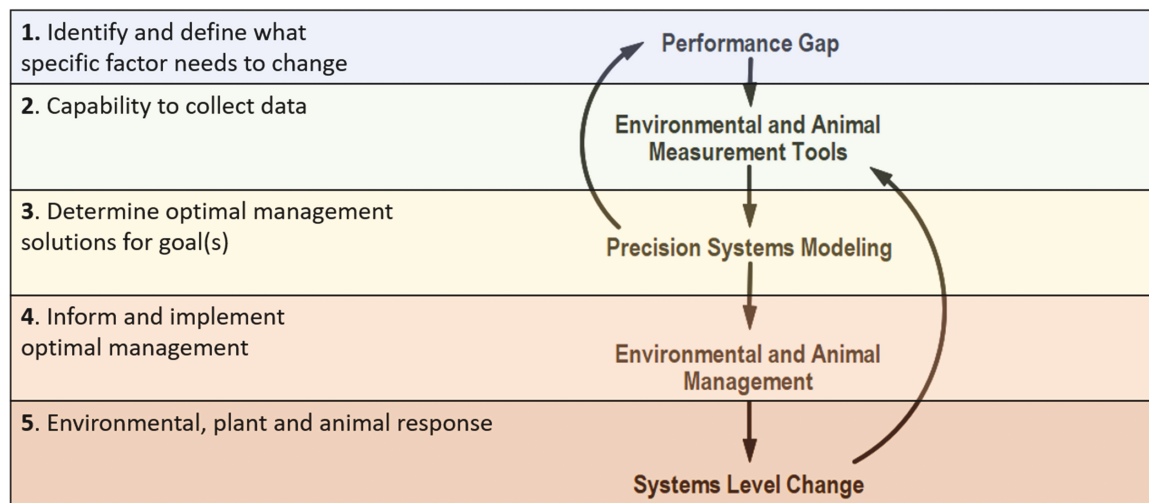 1. Identify and define what
specific factor needs to change
Performance Gap
2. Capability to collect data
Environmental and Animal
Measurement Tools
3. Determine optimal management
solutions for goal(s)
Precision Systems Modeling
4. Inform and implement
optimal management
Environmental and Animal
Management
5. Environmental, plant and animal response
Systems Level Change